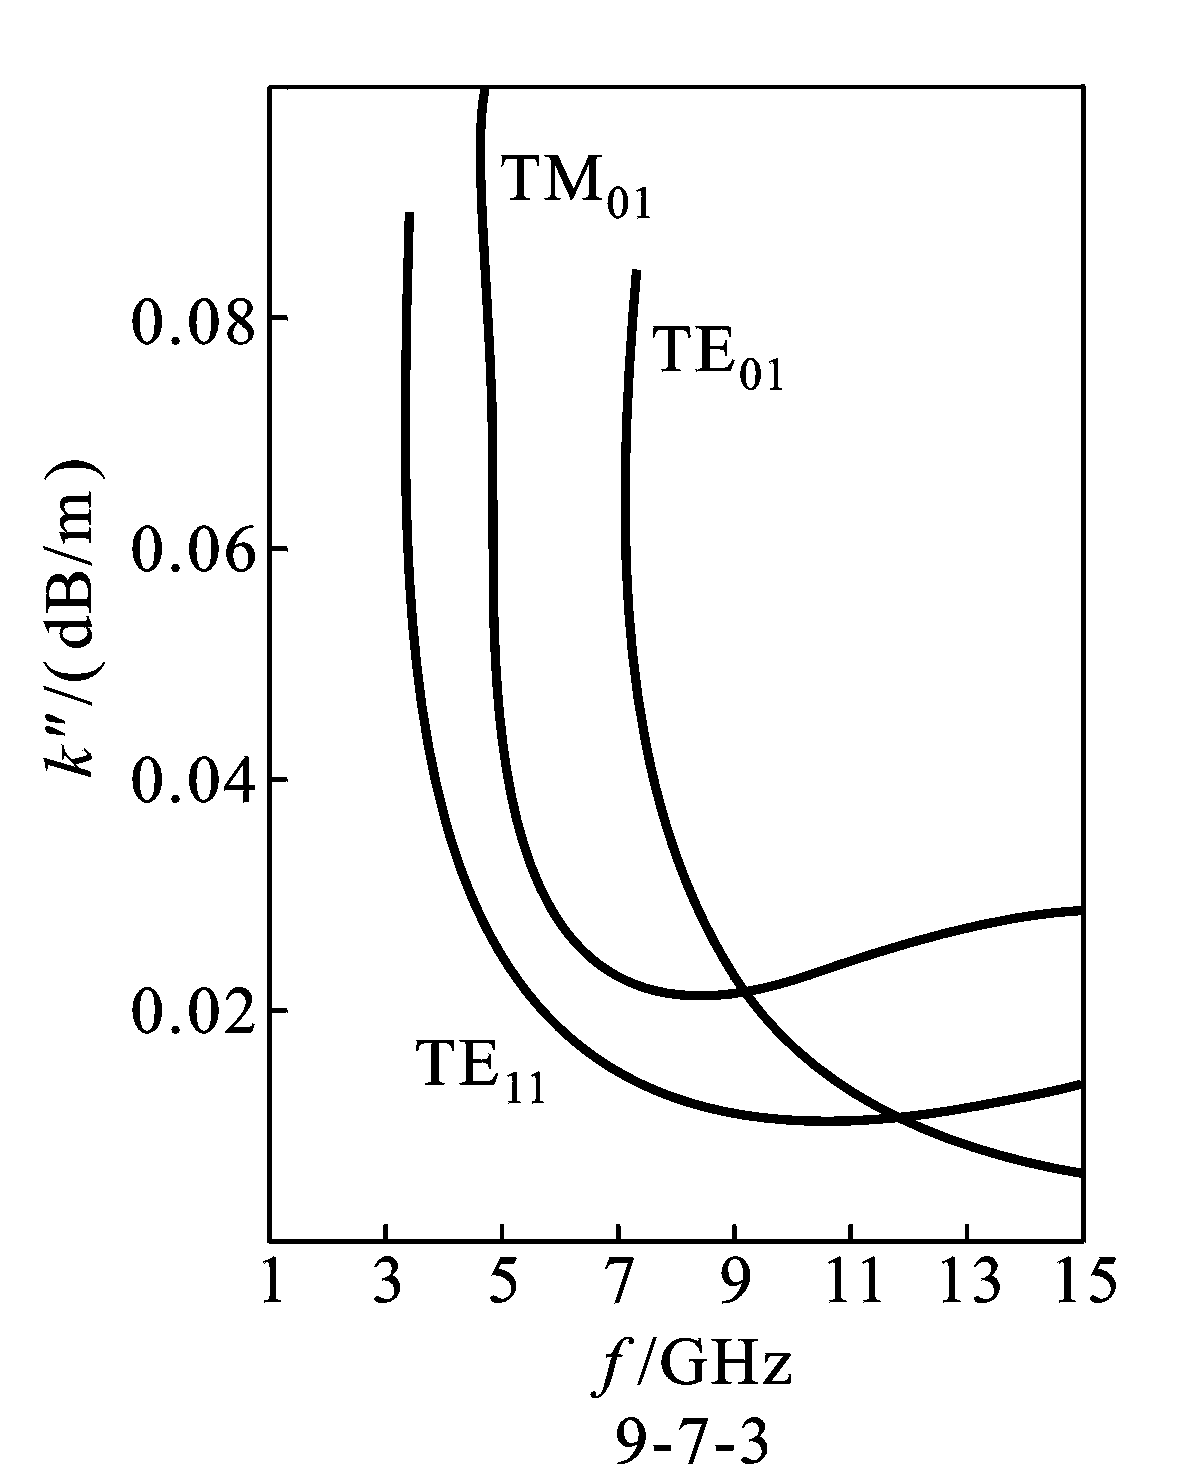 TM01
0.08
TE01
k″/(dB/m)
0.06
0.04
0.02
TE11
1 3 5 7 9 11 13 15
f/GHz
9-7-3